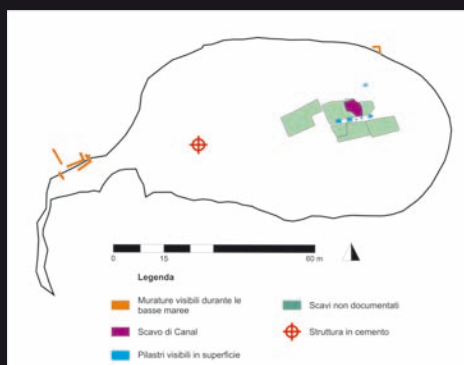 0 15 60 m
Legenda
Murature visibili durante le
basse maree
Scavo di Canal
Pilastri visibili in superficie
Scavi non documentati
Struttura in cemento